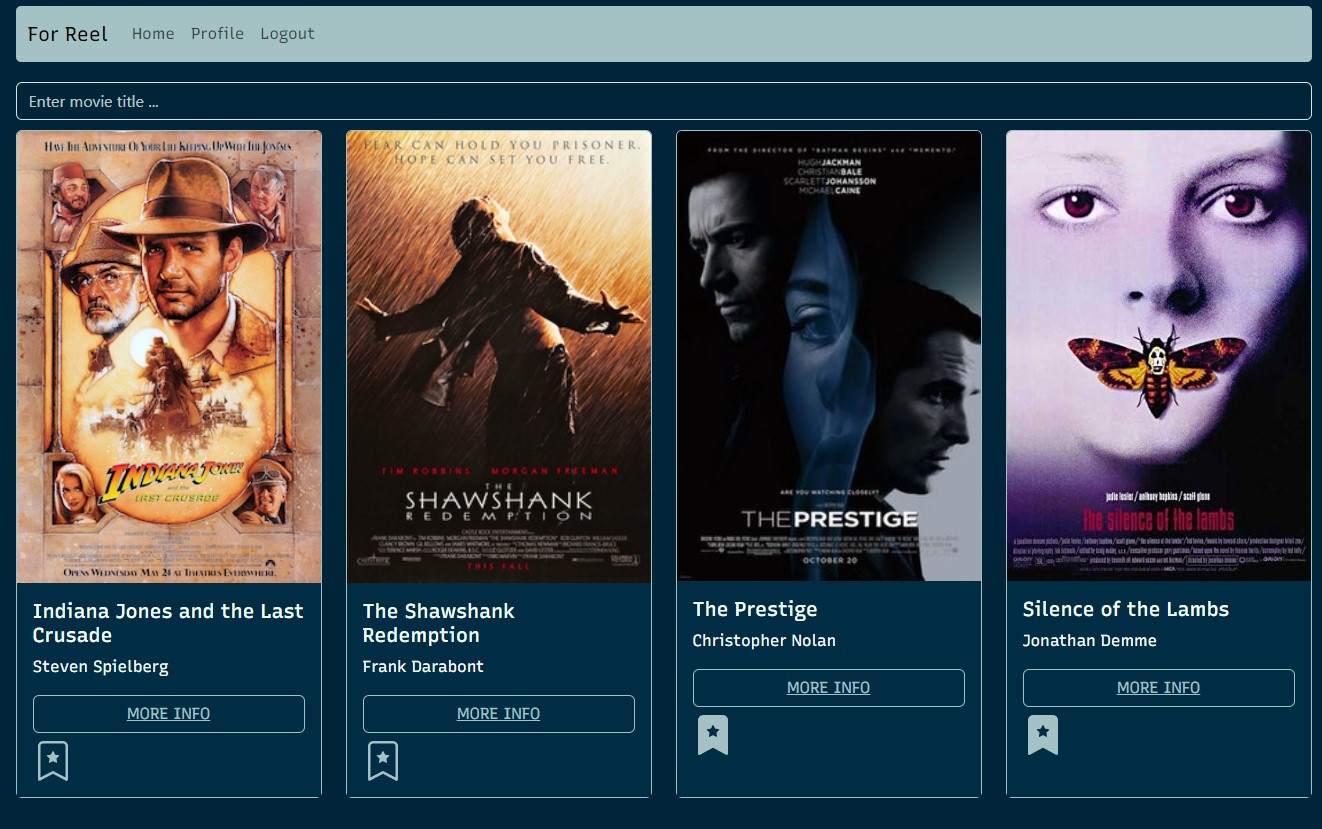 For Reel Home Profile Logout
Enter movie title ...
HAVE THE ADVENTURE OF YOUR LIFE KEEPING UP WITH THE JONESES.
INDIANA JONES
and the
LAST CRUSADE
OPENS WEDNESDAY MAY 24 AT THEATRES EVERYWHERE.
Indiana Jones and the Last
Crusade
Steven Spielberg
MORE INFO
FEAR CAN HOLD YOU PRISONER.
HOPE CAN SET YOU FREE.
TIM ROBBINS MORGAN FREEMAN
THE
SHAWSHANK
REDEMPTION
THIS FALL
The Shawshank
Redemption
Frank Darabont
MORE INFO
FROM THE DIRECTOR OF "BATMAN BEGINS" and "MEMENTO."
HUGH JACKMAN
CHRISTIAN BALE
SCARLETT JOHANSSON
MICHAEL CAINE
ARE YOU WATCHING CLOSELY?
THE PRESTIGE
OCTOBER 20
The Prestige
Christopher Nolan
MORE INFO
jodie foster / anthony hopkins / scott glenn
the silence of the lambs
Silence of the Lambs
Jonathan Demme
MORE INFO